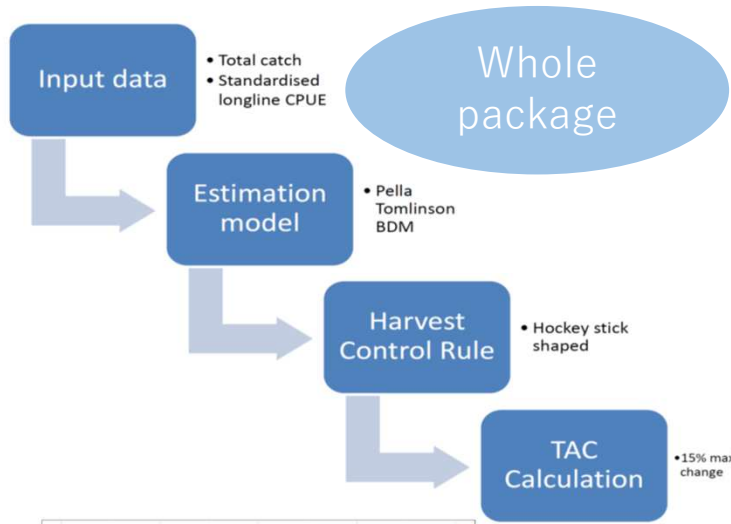 Whole
package
Input data
• Total catch
• Standardised
longline CPUE
Estimation
model
• Pella
Tomlinson
BDM
Harvest
Control Rule
• Hockey stick
shaped
TAC
Calculation
•15% max
change